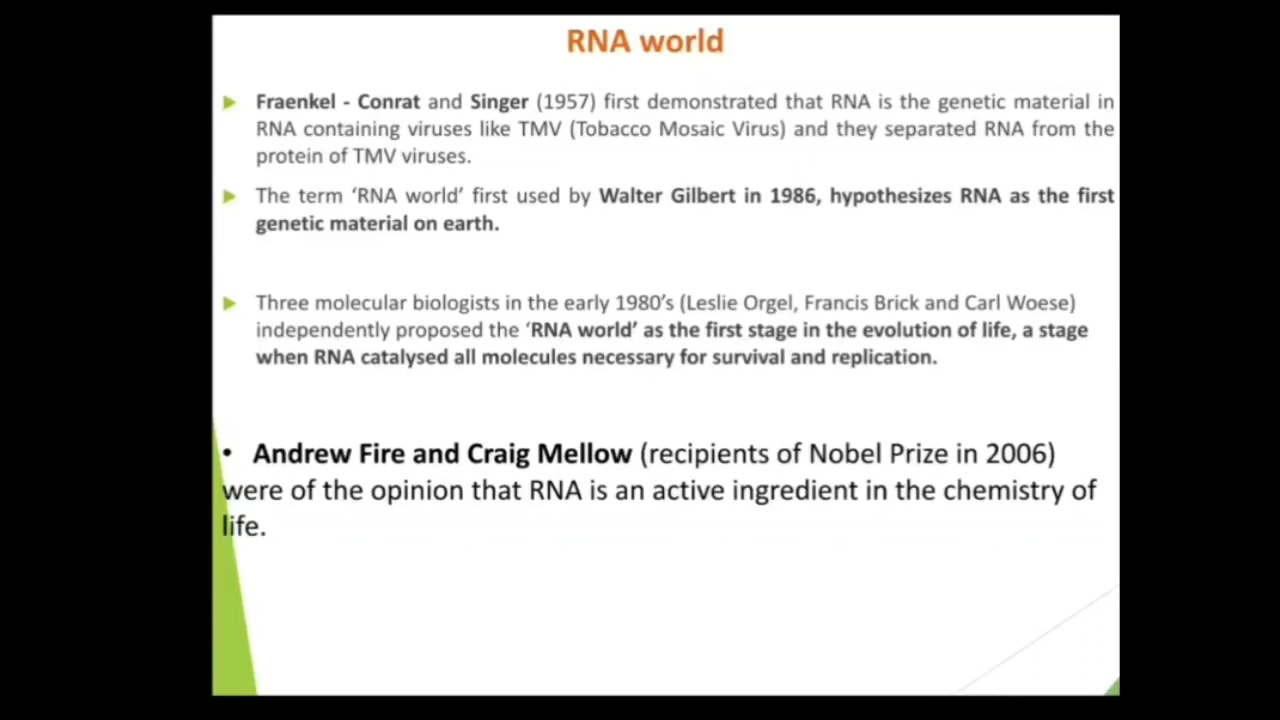 RNA world
Fraenkel - Conrat and Singer (1957) first demonstrated that RNA is the genetic material in
RNA containing viruses like TMV (Tobacco Mosaic Virus) and they separated RNA from the
protein of TMV viruses.
The term ‘RNA world’ first used by Walter Gilbert in 1986, hypothesizes RNA as the first
genetic material on earth.
Three molecular biologists in the early 1980’s (Leslie Orgel, Francis Brick and Carl Woese)
independently proposed the ‘RNA world’ as the first stage in the evolution of life, a stage
when RNA catalysed all molecules necessary for survival and replication.
• Andrew Fire and Craig Mellow (recipients of Nobel Prize in 2006)
were of the opinion that RNA is an active ingredient in the chemistry of
life.